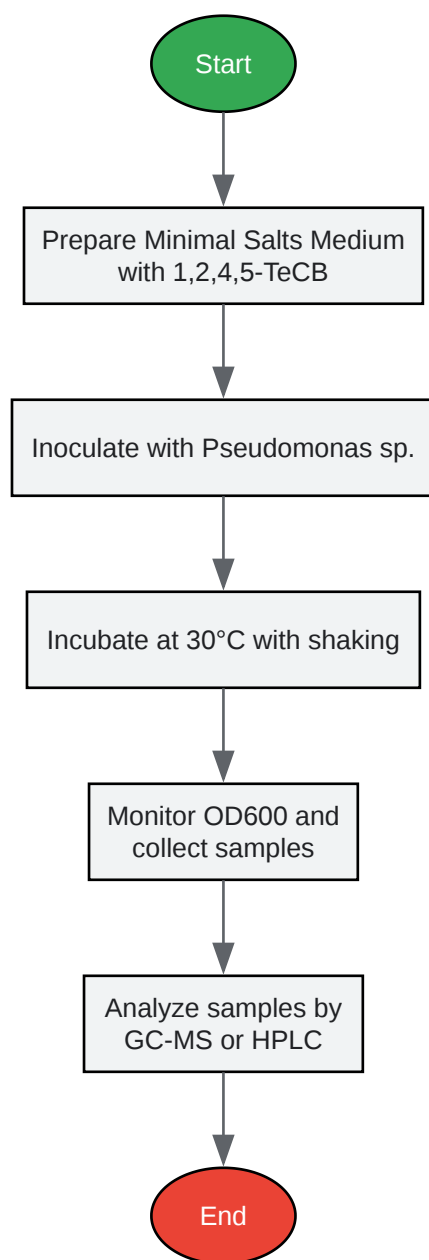 Start
Prepare Minimal Salts Medium
with 1,2,4,5-TeCB
Inoculate with Pseudomonas sp.
Incubate at 30°C with shaking
Monitor OD600 and
collect samples
Analyze samples by
GC-MS or HPLC
End